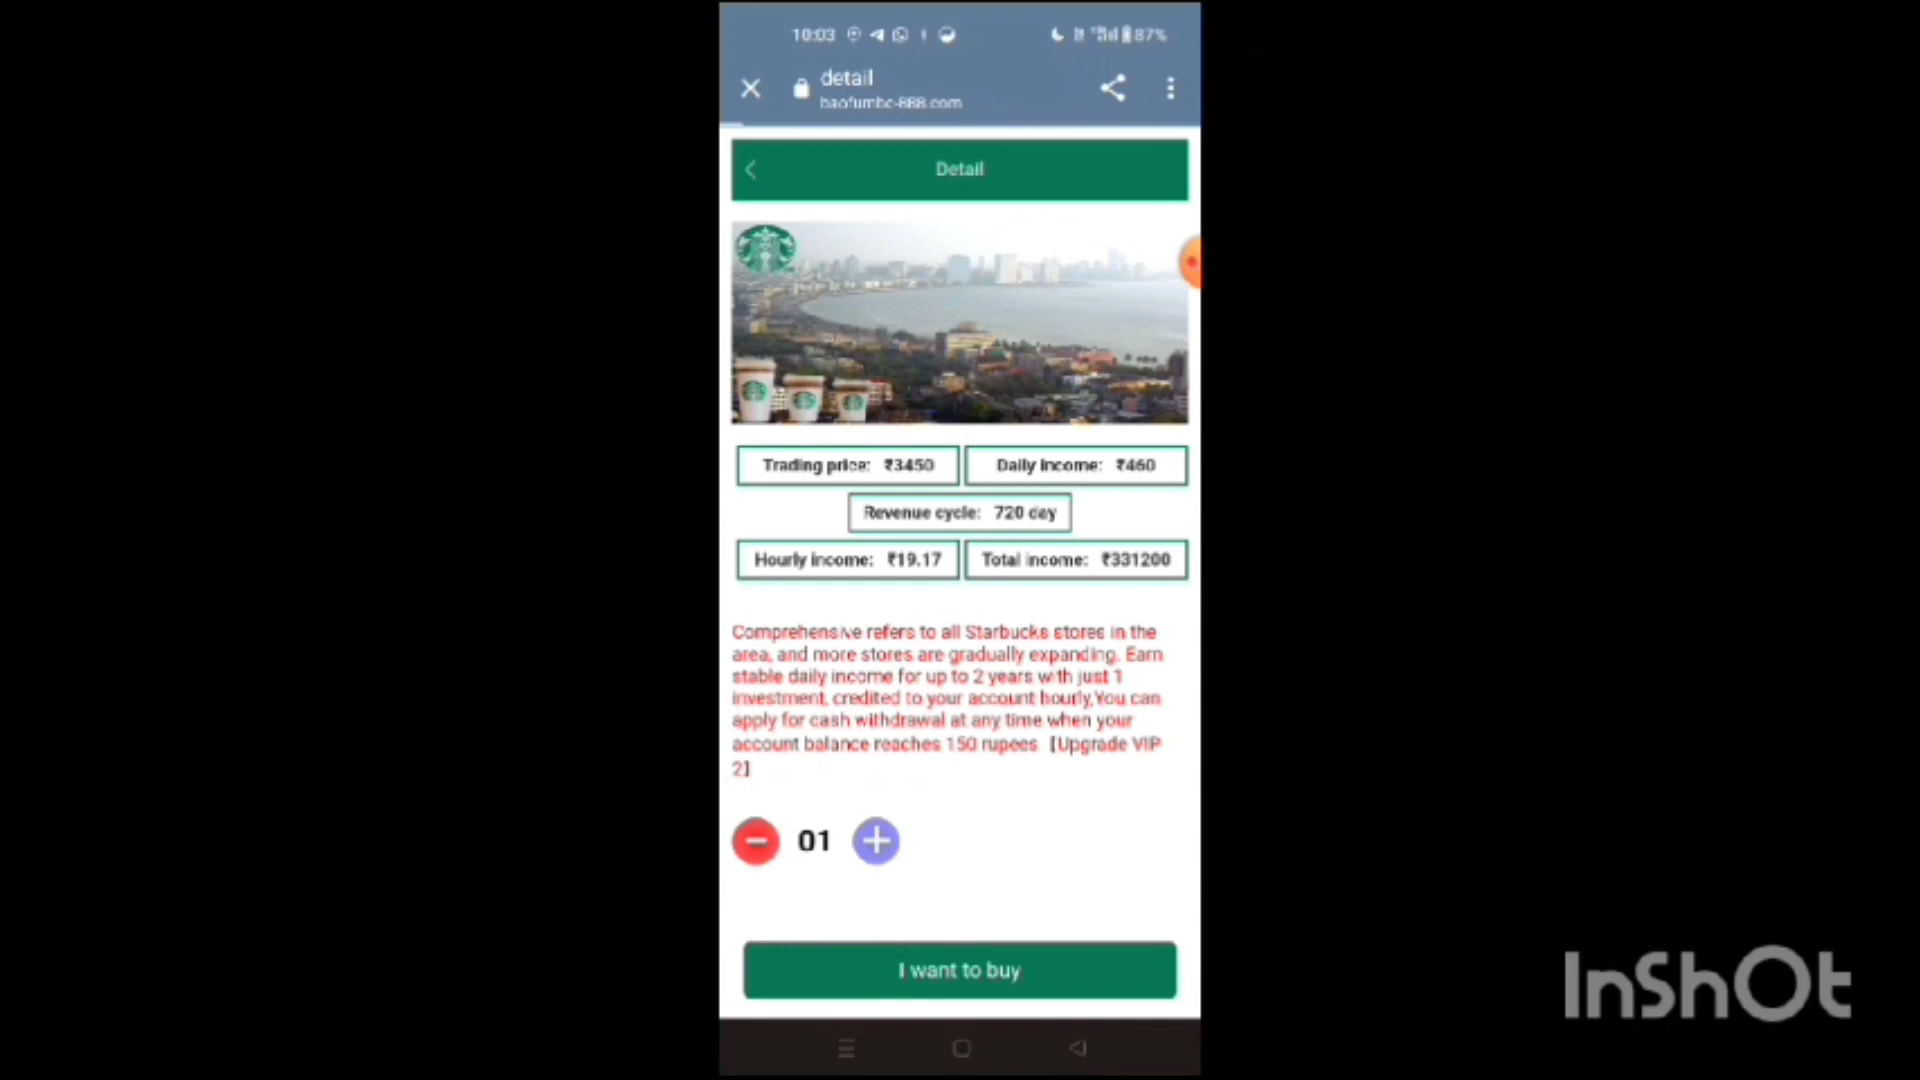 10:03
87%
detail
baofumbc-888.com
Detail
Trading price: ₹3450
Daily income: ₹460
Revenue cycle: 720 day
Hourly income: ₹19.17
Total income: ₹331200
Comprehensive refers to all Starbucks stores in the
area, and more stores are gradually expanding. Earn
stable daily income for up to 2 years with just 1
investment, credited to your account hourly,You can
apply for cash withdrawal at any time when your
account balance reaches 150 rupees【Upgrade VIP
2】
01
I want to buy
InShOt